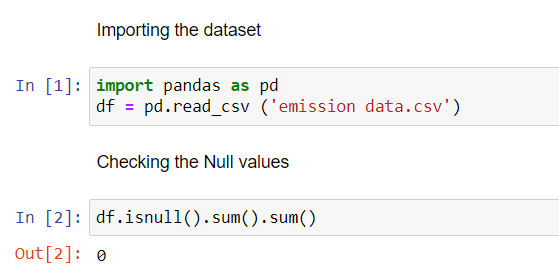 Importing the dataset
In [1]: import pandas as pd
df = pd.read_csv ('emission data.csv')
Checking the Null values
In [2]: df.isnull().sum().sum()
Out[2]: 0